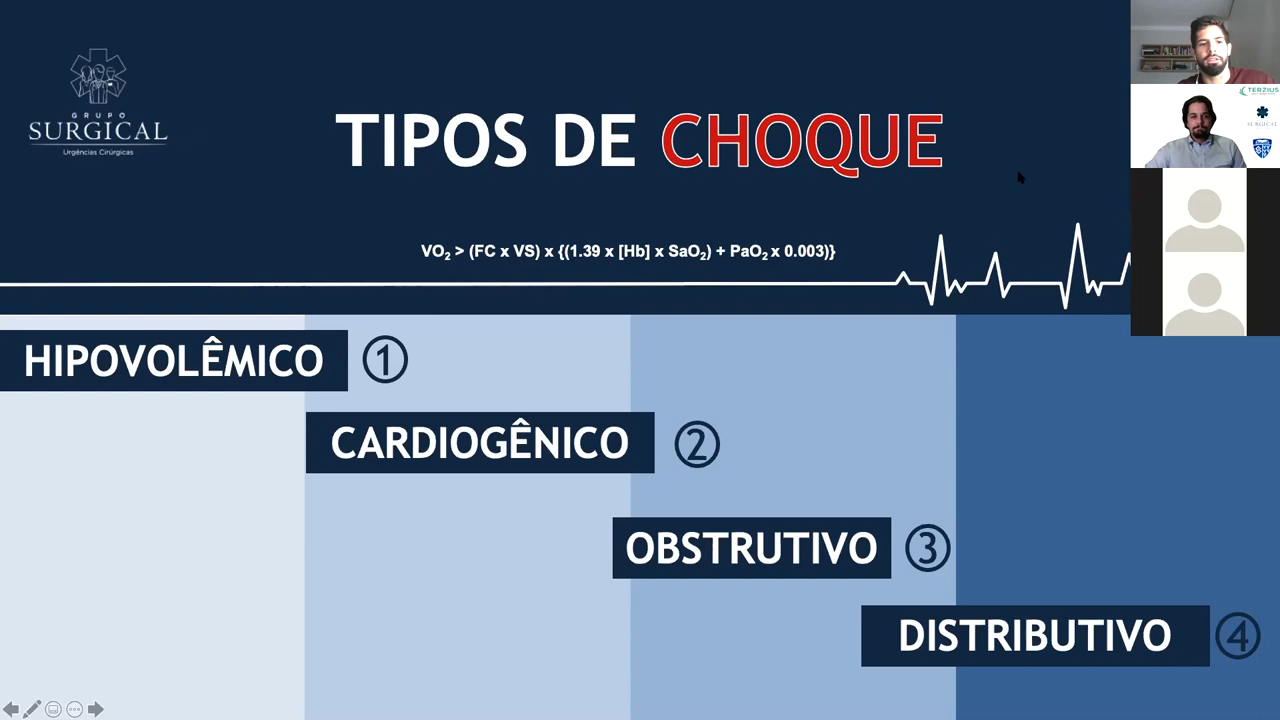 GRUPO
SURGICAL
Urgências Cirúrgicas
TIPOS DE CHOQUE
VO₂ > (FC x VS) x {(1.39 x [Hb] x SaO₂) + PaO₂ x 0.003)}
HIPOVOLÊMICO ①
CARDIOGÊNICO ②
OBSTRUTIVO ③
DISTRIBUTIVO ④
TERZIUS
SURGICAL